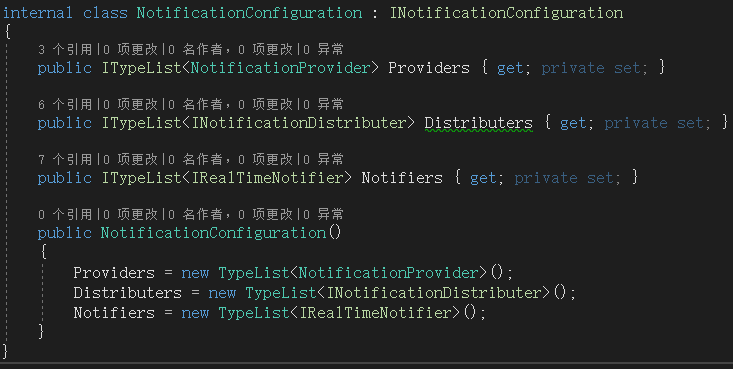 internal class NotificationConfiguration : INotificationConfiguration
{
3 个引用|0 项更改|0 名作者, 0 项更改|0 异常
public ITypeList<NotificationProvider> Providers { get; private set; }
6 个引用|0 项更改|0 名作者, 0 项更改|0 异常
public ITypeList<INotificationDistributer> Distributers { get; private set; }
7 个引用|0 项更改|0 名作者, 0 项更改|0 异常
public ITypeList<IRealTimeNotifier> Notifiers { get; private set; }
0 个引用|0 项更改|0 名作者, 0 项更改|0 异常
public NotificationConfiguration()
{
Providers = new TypeList<NotificationProvider>();
Distributers = new TypeList<INotificationDistributer>();
Notifiers = new TypeList<IRealTimeNotifier>();
}
}